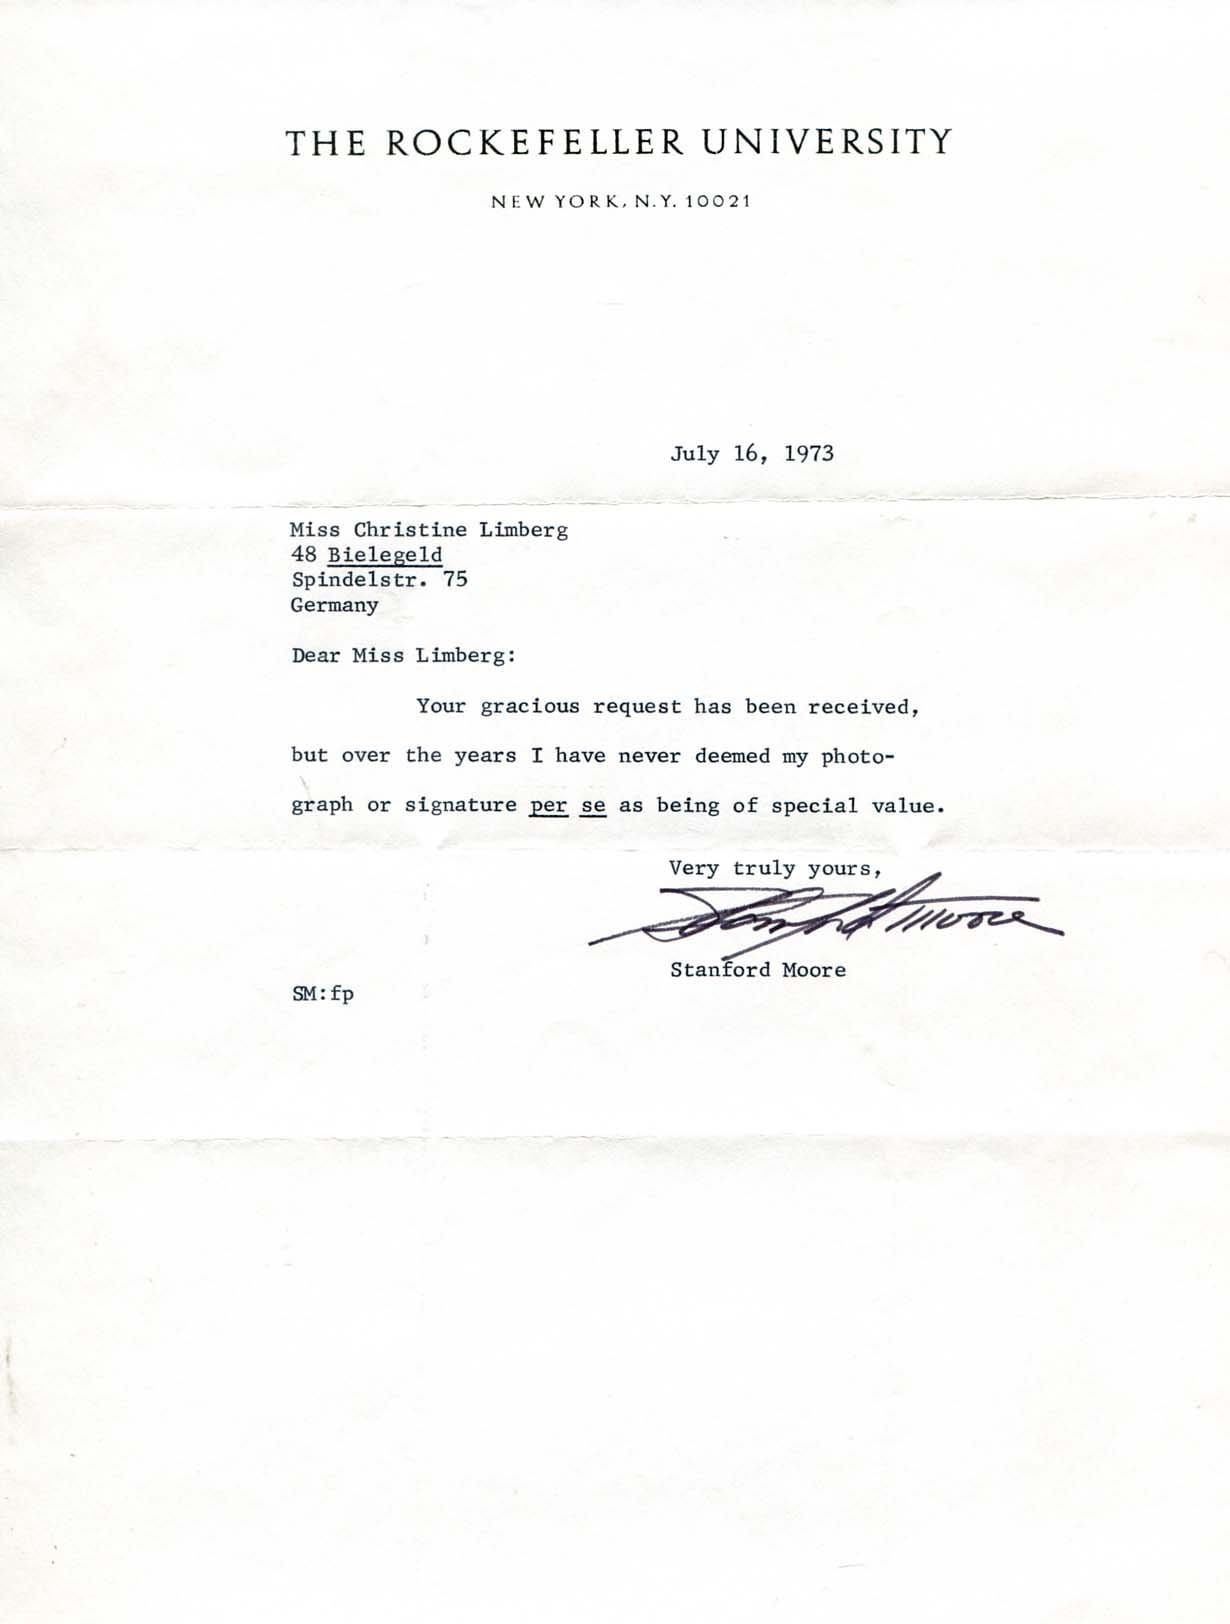 THE ROCKEFELLER UNIVERSITY
NEW YORK, N.Y. 10021
July 16, 1973
Miss Christine Limberg
48 Bielegeld
Spindelstr. 75
Germany
Dear Miss Limberg:
Your gracious request has been received,
but over the years I have never deemed my photo-
graph or signature per se as being of special value.
Very truly yours,
Stanford Moore
Stanford Moore
SM:fp